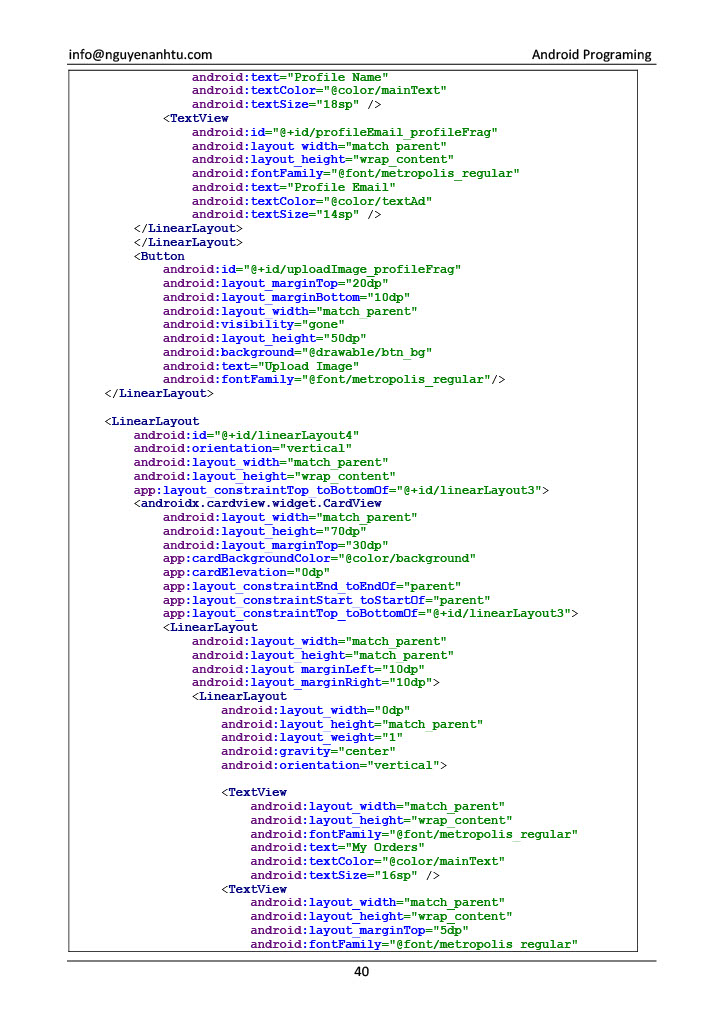 info@nguyenanhtu.com Android Programing
android:text="Profile Name"
android:textColor="@color/mainText"
android:textSize="18sp" />
<TextView
android:id="@+id/profileEmail_profileFrag"
android:layout_width="match_parent"
android:layout_height="wrap_content"
android:fontFamily="@font/metropolis_regular"
android:text="Profile Email"
android:textColor="@color/textAd"
android:textSize="14sp" />
</LinearLayout>
</LinearLayout>
<Button
android:id="@+id/uploadImage_profileFrag"
android:layout_marginTop="20dp"
android:layout_marginBottom="10dp"
android:layout_width="match_parent"
android:visibility="gone"
android:layout_height="50dp"
android:background="@drawable/btn_bg"
android:text="Upload Image"
android:fontFamily="@font/metropolis_regular"/>
</LinearLayout>
<LinearLayout
android:id="@+id/linearLayout4"
android:orientation="vertical"
android:layout_width="match_parent"
android:layout_height="wrap_content"
app:layout_constraintTop_toBottomOf="@+id/linearLayout3">
<androidx.cardview.widget.CardView
android:layout_width="match_parent"
android:layout_height="70dp"
android:layout_marginTop="30dp"
app:cardBackgroundColor="@color/background"
app:cardElevation="0dp"
app:layout_constraintEnd_toEndOf="parent"
app:layout_constraintStart_toStartOf="parent"
app:layout_constraintTop_toBottomOf="@+id/linearLayout3">
<LinearLayout
android:layout_width="match_parent"
android:layout_height="match_parent"
android:layout_marginLeft="10dp"
android:layout_marginRight="10dp">
<LinearLayout
android:layout_width="0dp"
android:layout_height="match_parent"
android:layout_weight="1"
android:gravity="center"
android:orientation="vertical">
<TextView
android:layout_width="match_parent"
android:layout_height="wrap_content"
android:fontFamily="@font/metropolis_regular"
android:text="My Orders"
android:textColor="@color/mainText"
android:textSize="16sp" />
<TextView
android:layout_width="match_parent"
android:layout_height="wrap_content"
android:layout_marginTop="5dp"
android:fontFamily="@font/metropolis_regular"
40